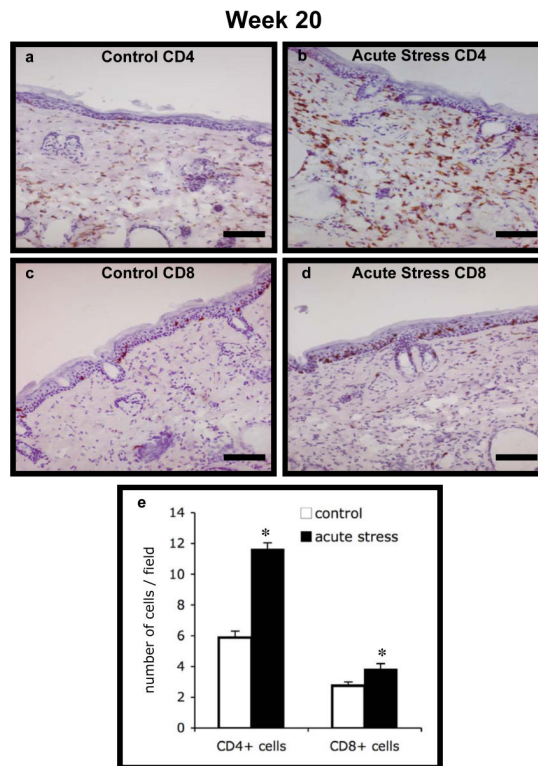 Week 20
a Control CD4
b Acute Stress CD4
c Control CD8
d Acute Stress CD8
e
control
acute stress
number of cells / field
14
12
10
8
6
4
2
0
*
*
CD4+ cells
CD8+ cells